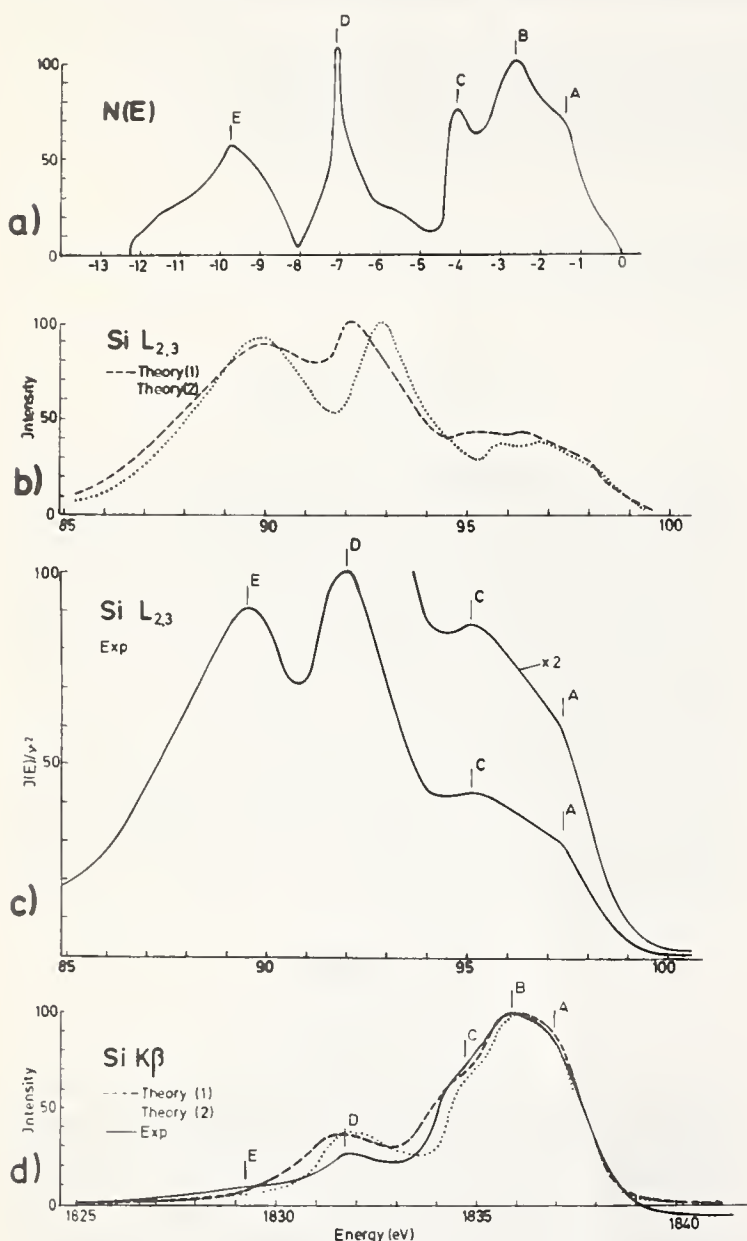 D
B
100
C
A
N(E)
E
50
a)
0
-13 -12 -11 -10 -9 -8 -7 -6 -5 -4 -3 -2 -1 0
100
Si L2,3
---Theory(1)
Theory(2)
50
Intensity
b)
0
85 90 95 100
100
E
D
Si L2,3
Exp
C
x2
A
50
I(E)/ν²
C
A
c)
85 90 95 100
B
A
100
C
Si Kβ
Theory (1)
Theory (2)
Exp
50
Intensity
D
E
d)
0
1625 1830 1835 1840
Energy (eV)